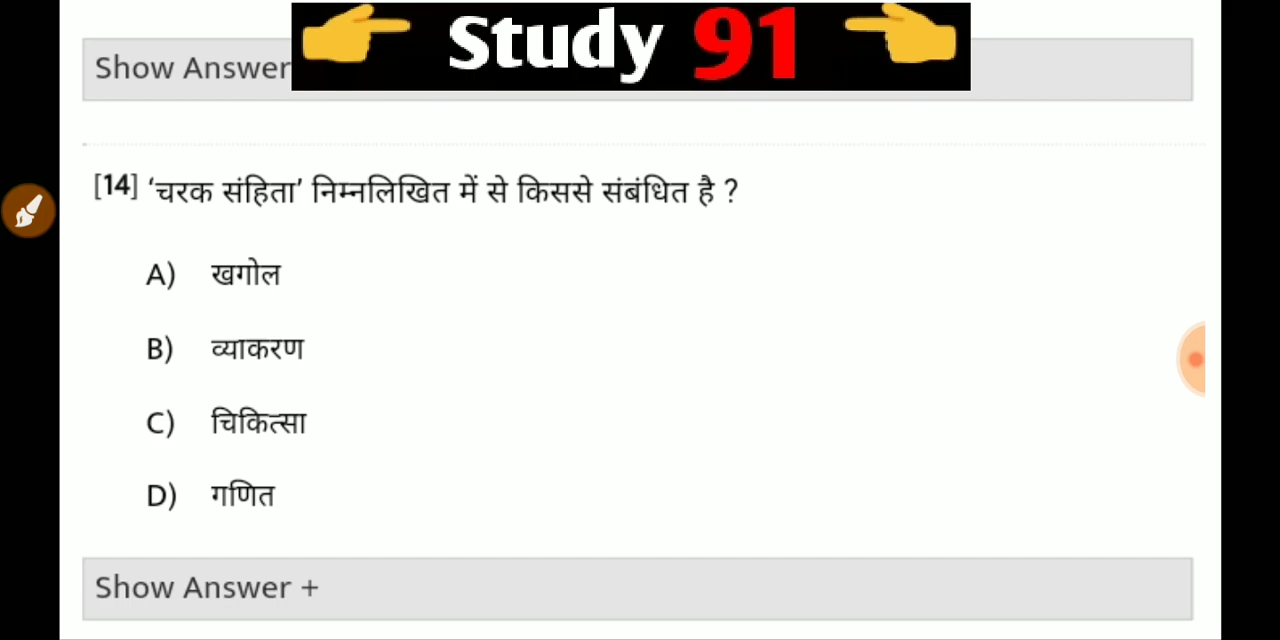 Study 91
Show Answer
[14] ‘चरक संहिता’ निम्नलिखित में से किससे संबंधित है ?
A) खगोल
B) व्याकरण
C) चिकित्सा
D) गणित
Show Answer +